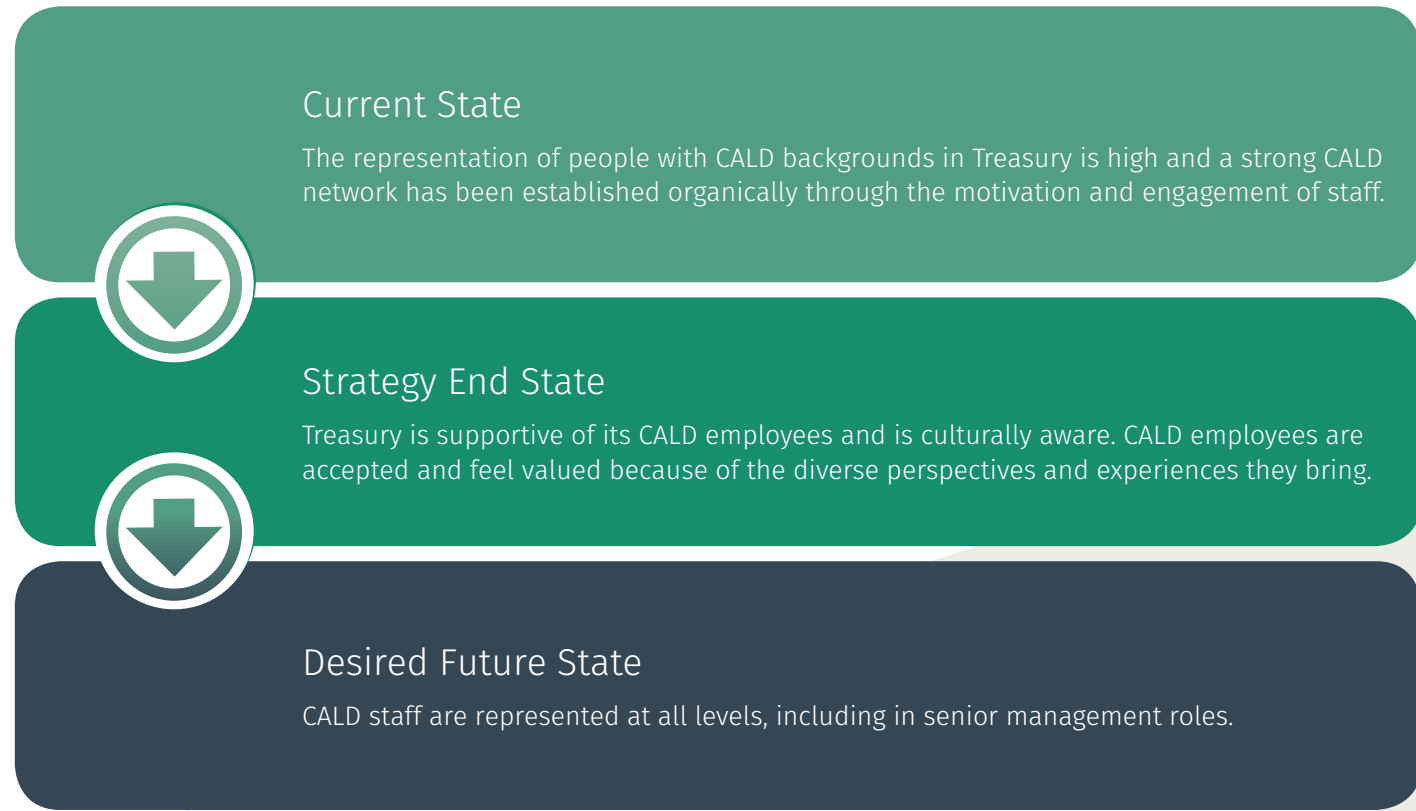 Current State
The representation of people with CALD backgrounds in Treasury is high and a strong CALD
network has been established organically through the motivation and engagement of staff.
Strategy End State
Treasury is supportive of its CALD employees and is culturally aware. CALD employees are
accepted and feel valued because of the diverse perspectives and experiences they bring.
Desired Future State
CALD staff are represented at all levels, including in senior management roles.